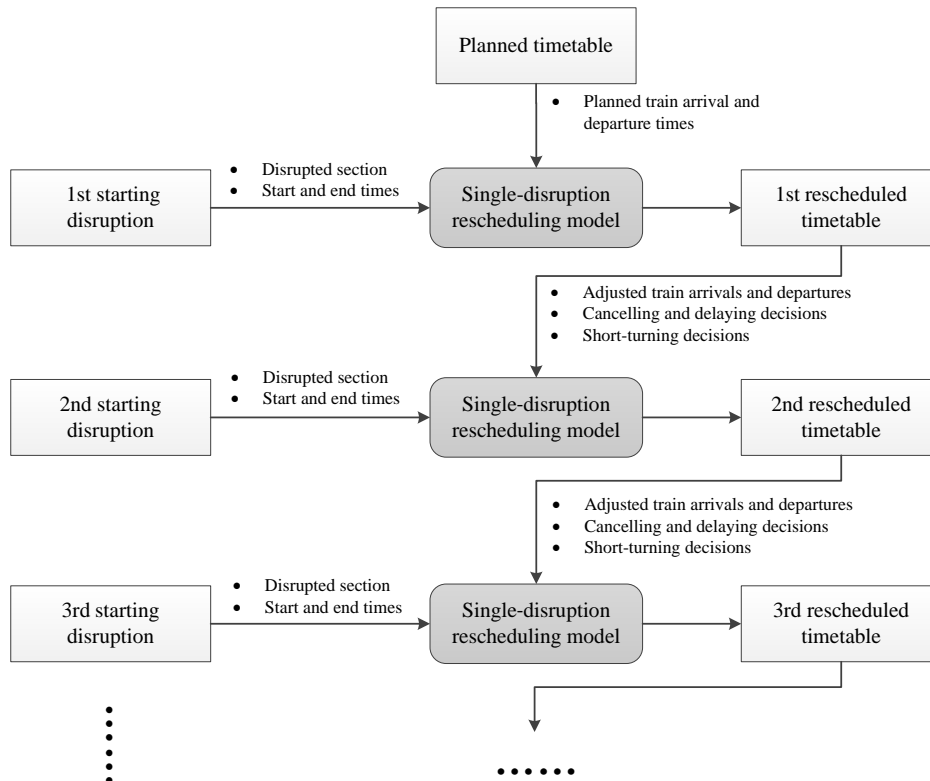 Planned timetable
• Planned train arrival and
departure times
• Disrupted section
• Start and end times
1st starting
disruption
Single-disruption
rescheduling model
1st rescheduled
timetable
• Adjusted train arrivals and departures
• Cancelling and delaying decisions
• Short-turning decisions
• Disrupted section
• Start and end times
2nd starting
disruption
Single-disruption
rescheduling model
2nd rescheduled
timetable
• Adjusted train arrivals and departures
• Cancelling and delaying decisions
• Short-turning decisions
• Disrupted section
• Start and end times
3rd starting
disruption
Single-disruption
rescheduling model
3rd rescheduled
timetable